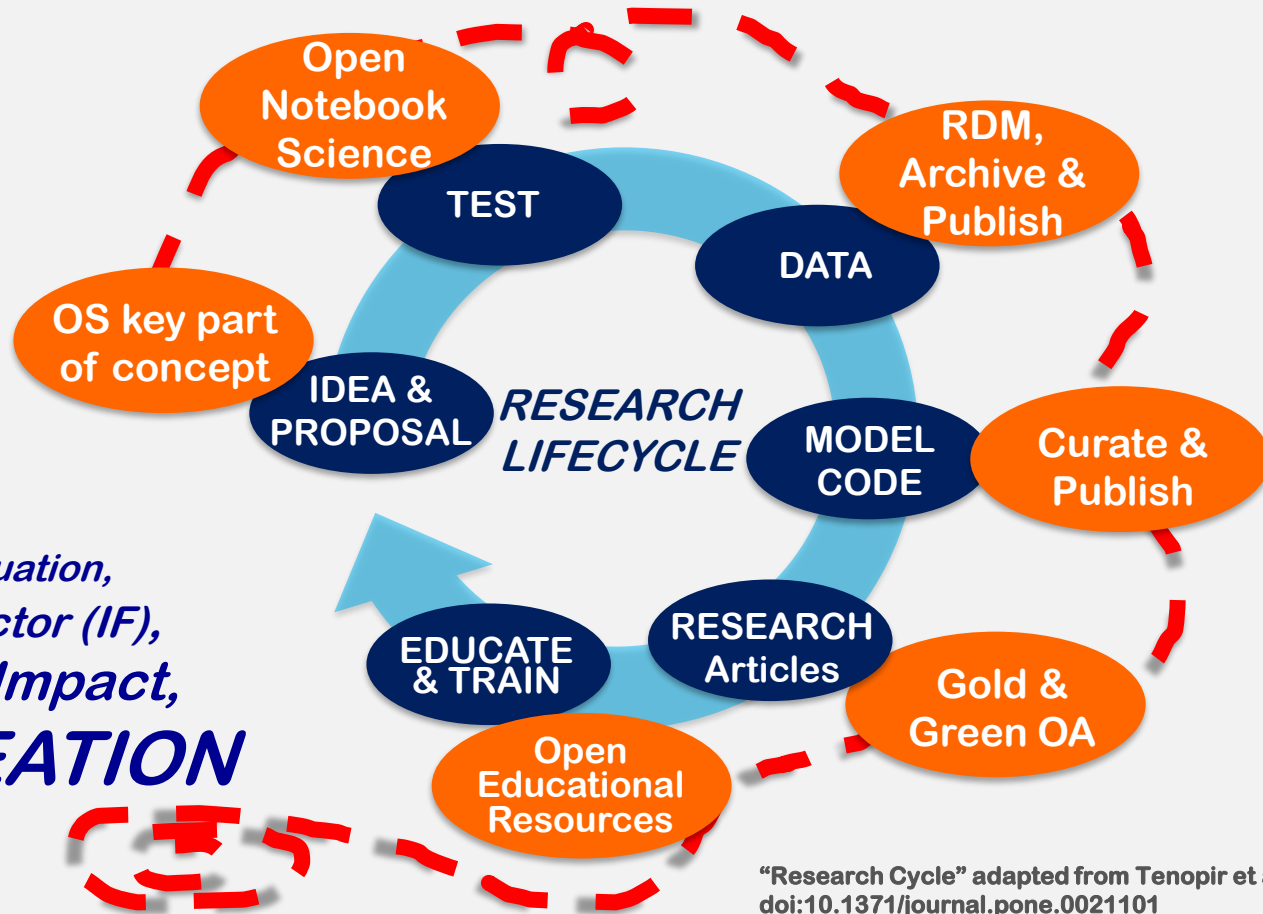 Open
Notebook
Science
TEST
RDM,
Archive &
Publish
DATA
OS key part
of concept
IDEA &
PROPOSAL
RESEARCH
LIFECYCLE
MODEL
CODE
Curate &
Publish
uation,
ctor (IF),
Impact,
EATION
EDUCATE
& TRAIN
RESEARCH
Articles
Gold &
Green OA
Open
Educational
Resources
"Research Cycle" adapted from Tenopir et a
doi:10.1371/journal.pone.0021101